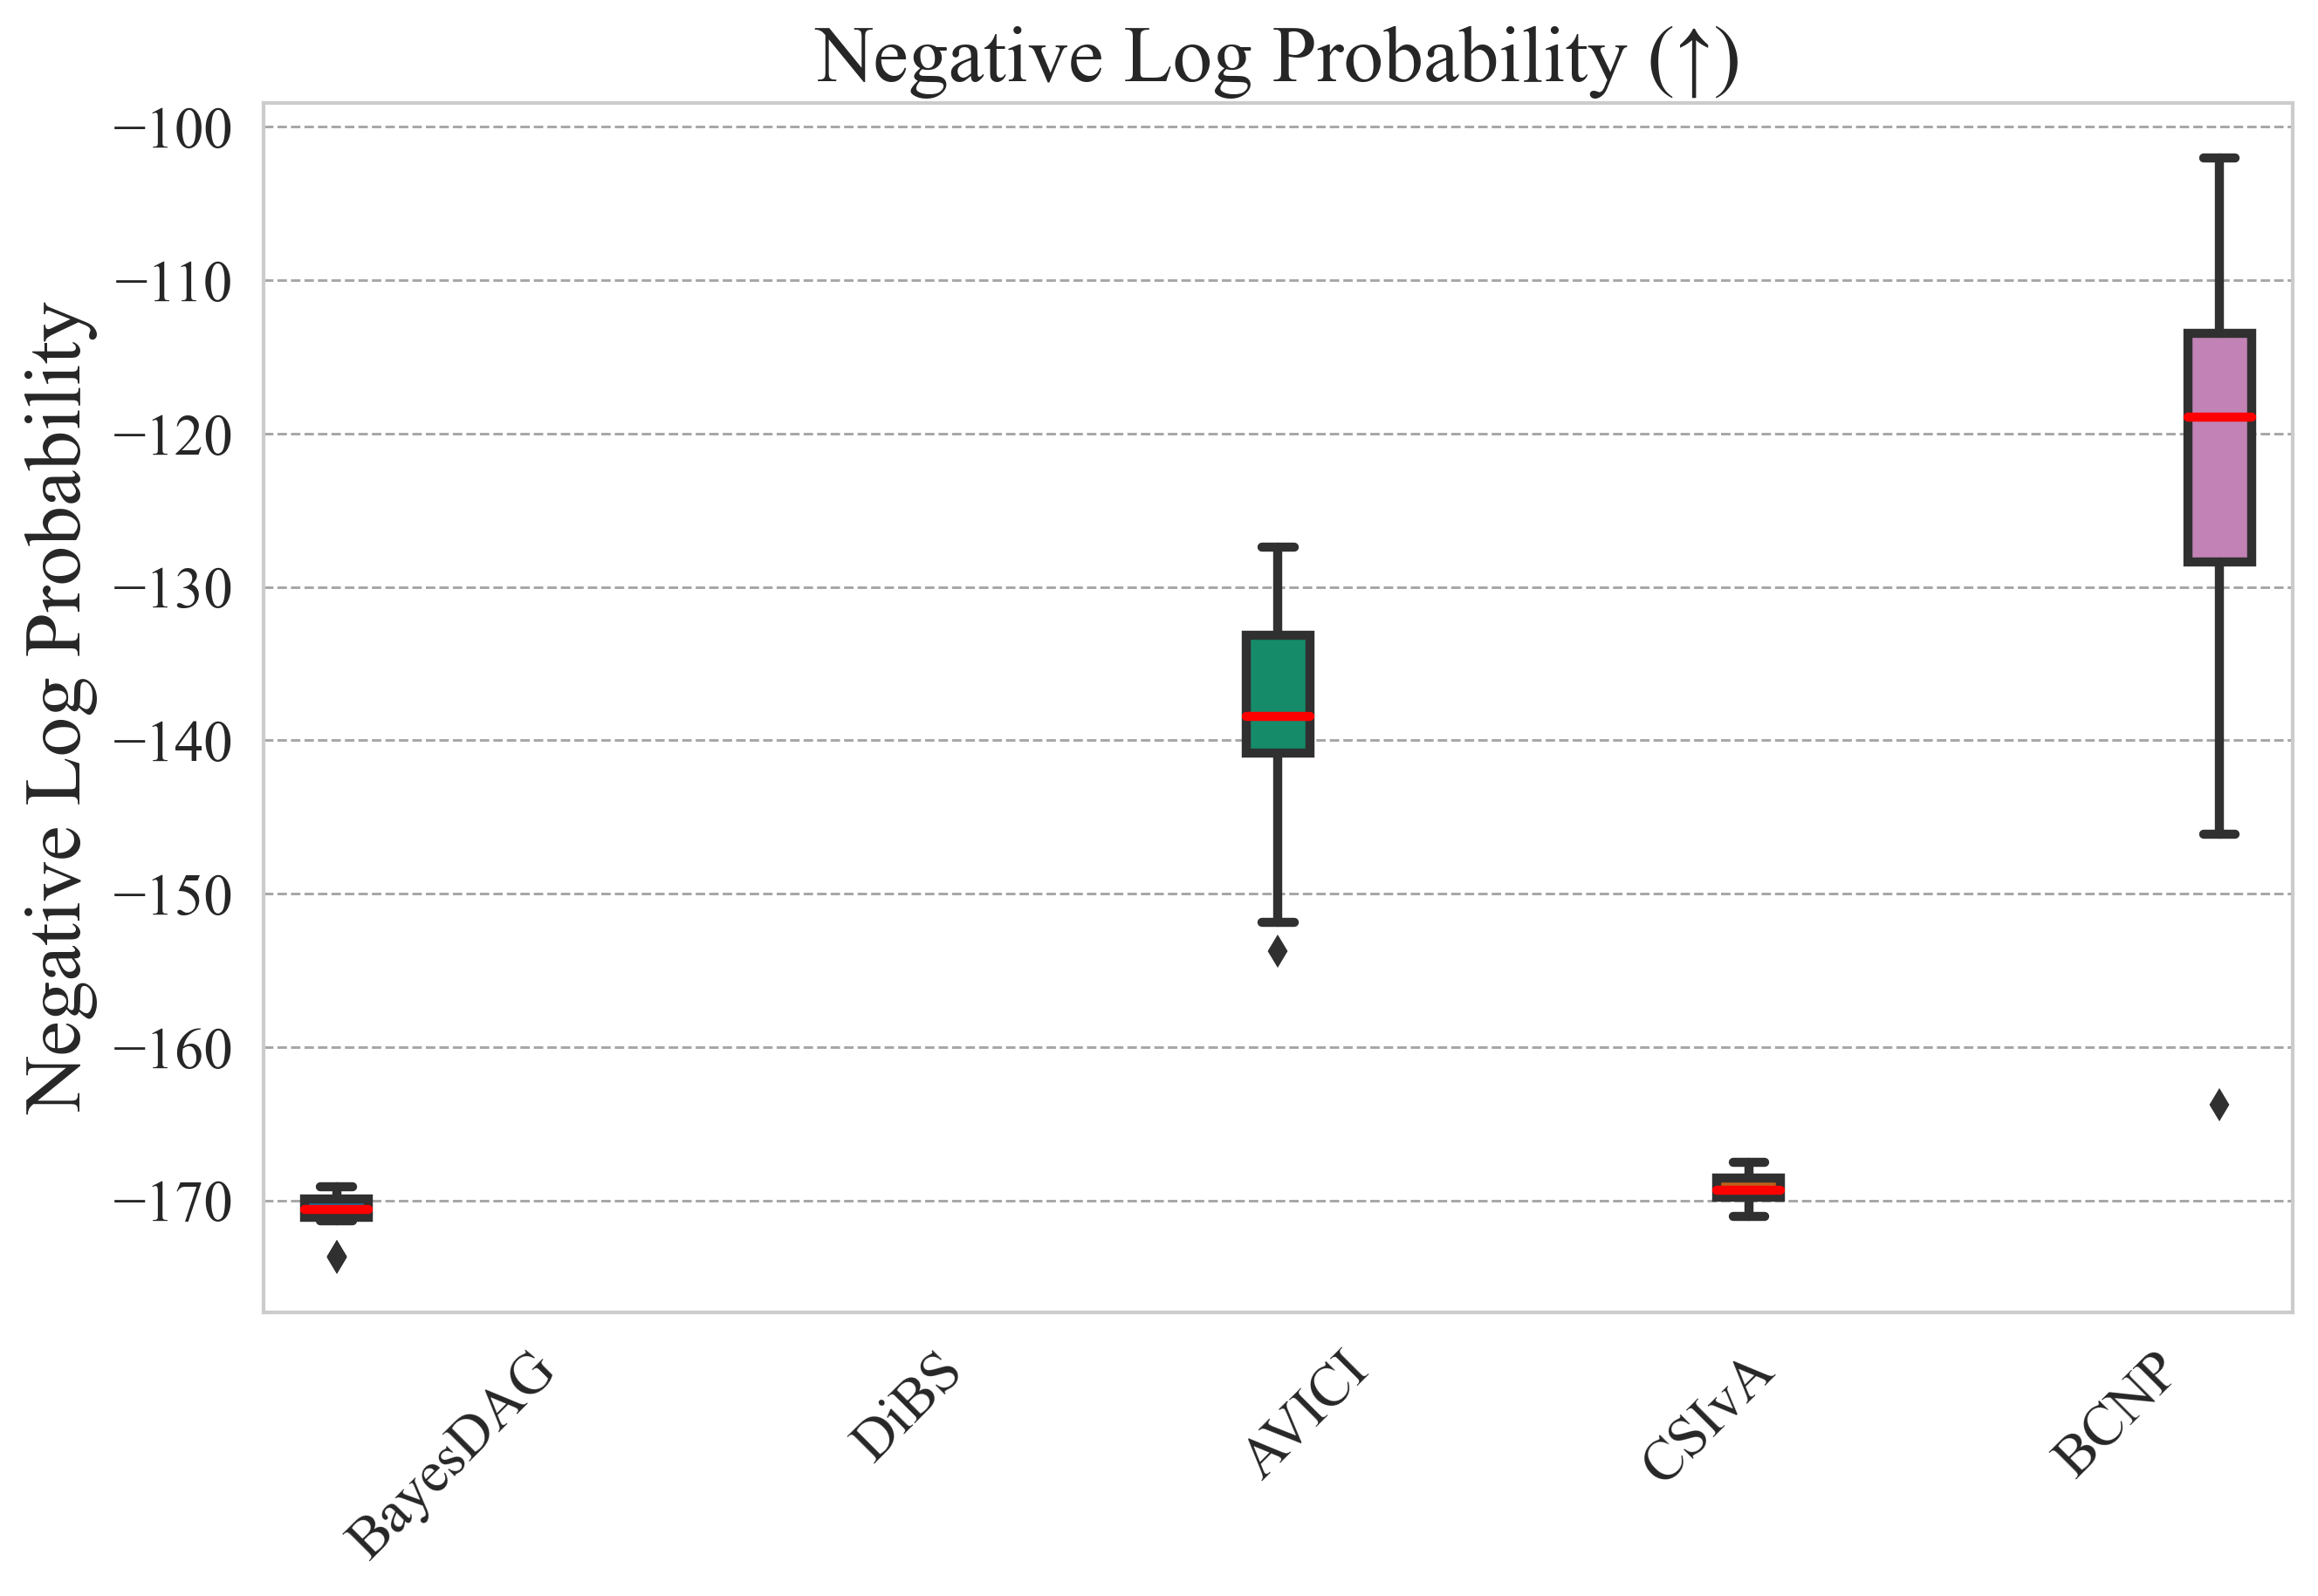 Negative Log Probability (↑)
Negative Log Probability
−100
−110
−120
−130
−140
−150
−160
−170
BayesDAG
DiBS
AVICI
CSIvA
BCNP